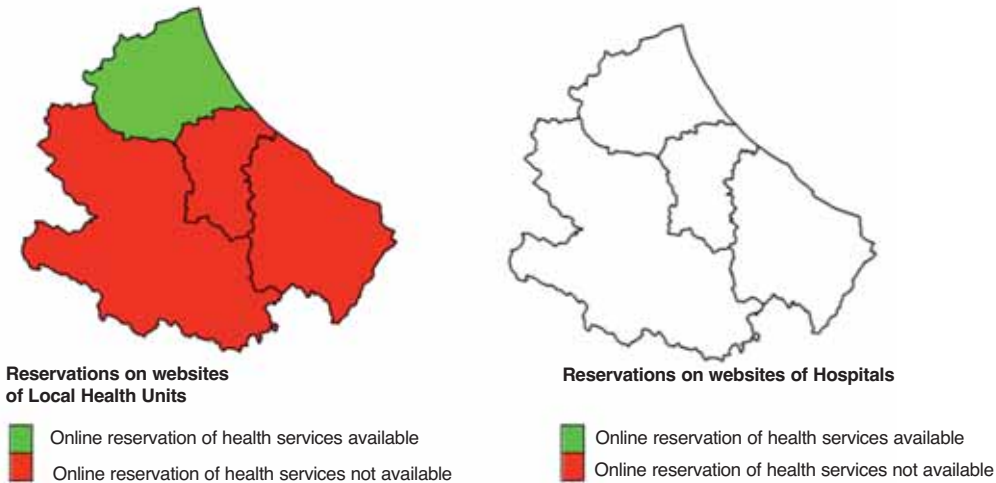 Reservations on websites
of Local Health Units
Online reservation of health services available
Online reservation of health services not available
Reservations on websites of Hospitals
Online reservation of health services available
Online reservation of health services not available